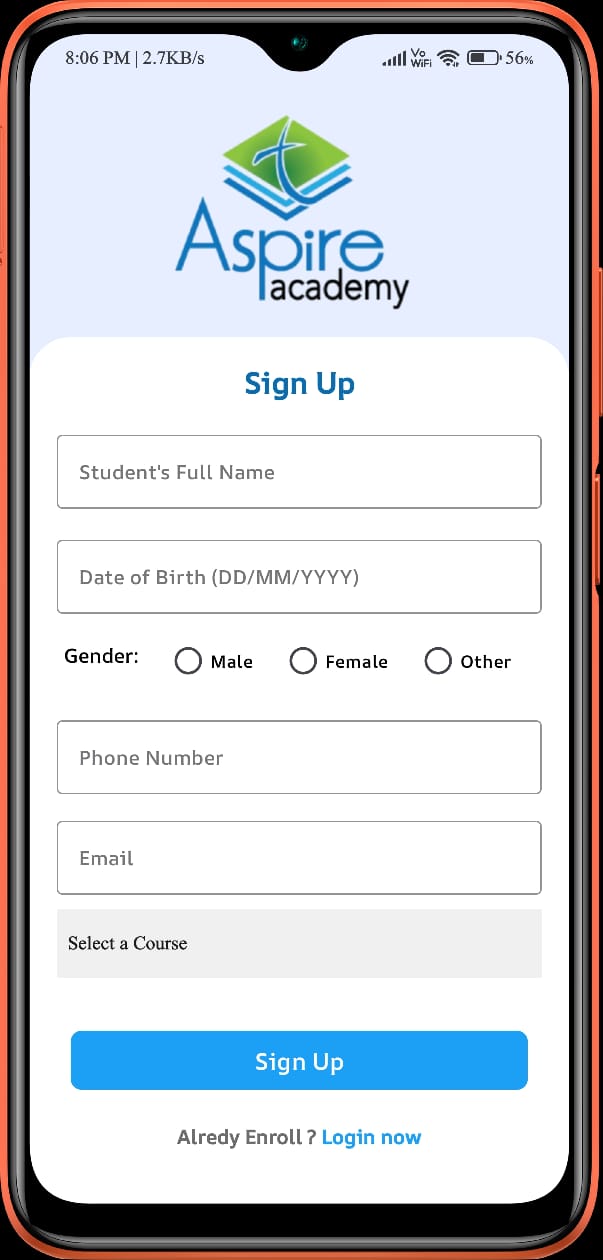 8:06 PM | 2.7KB/s Vo WiFi 56%
Aspire
academy
Sign Up
Student's Full Name
Date of Birth (DD/MM/YYYY)
Gender: Male Female Other
Phone Number
Email
Select a Course
Sign Up
Alredy Enroll ? Login now